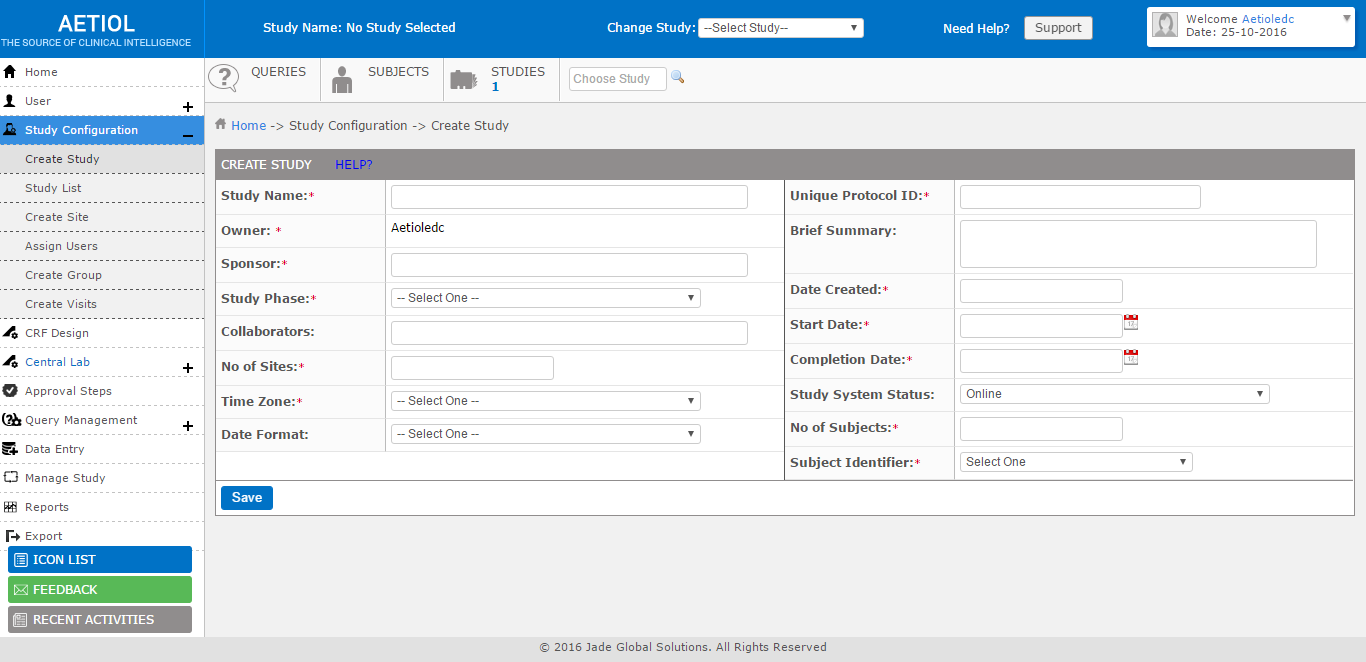 AETIOL
THE SOURCE OF CLINICAL INTELLIGENCE
Study Name: No Study Selected
Change Study: --Select Study--
Need Help?
Support
Welcome Aetioledc
Date: 25-10-2016
Home
User
Study Configuration
Create Study
Study List
Create Site
Assign Users
Create Group
Create Visits
CRF Design
Central Lab
Approval Steps
Query Management
Data Entry
Manage Study
Reports
Export
ICON LIST
FEEDBACK
RECENT ACTIVITIES
QUERIES
SUBJECTS
STUDIES
1
Choose Study
Home -> Study Configuration -> Create Study
CREATE STUDY HELP?
Study Name:*
Owner: * Aetioledc
Sponsor:*
Study Phase:* -- Select One --
Collaborators:
No of Sites:*
Time Zone:* -- Select One --
Date Format: -- Select One --
Unique Protocol ID:*
Brief Summary:
Date Created:*
Start Date:*
Completion Date:*
Study System Status: Online
No of Subjects:*
Subject Identifier:* Select One
Save
© 2016 Jade Global Solutions. All Rights Reserved